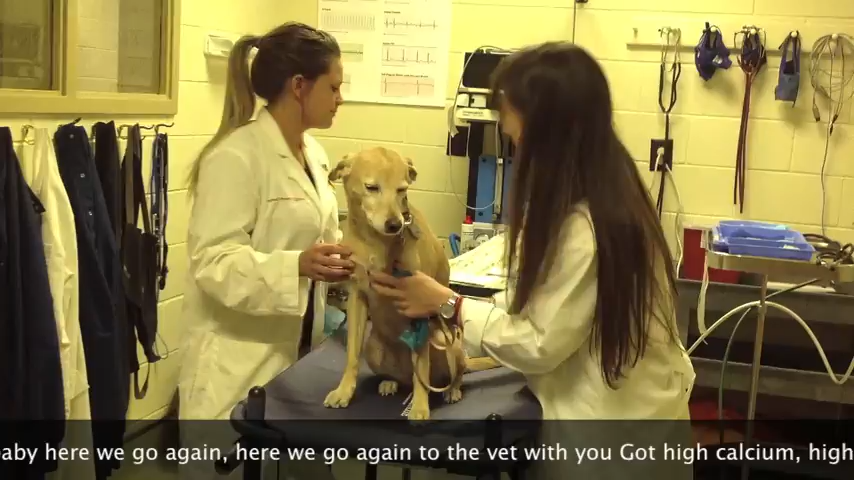 aby here we go again, here we go again to the vet with you Got high calcium, high